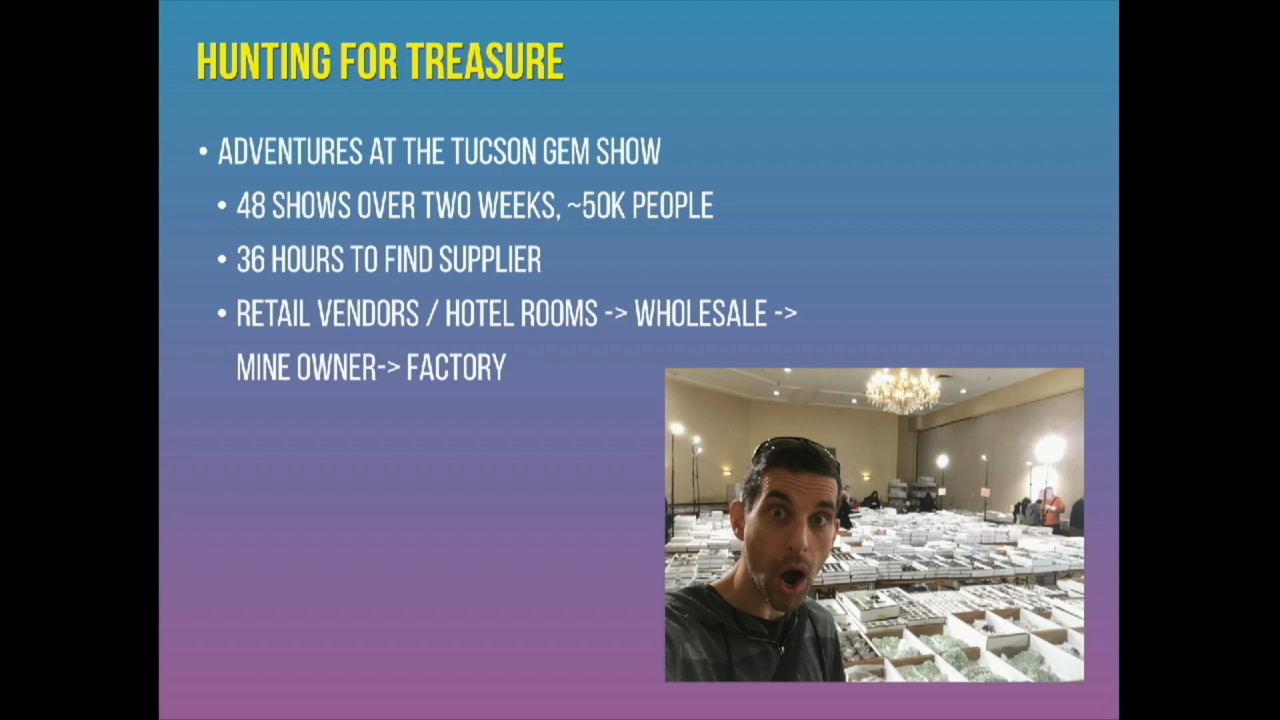 HUNTING FOR TREASURE
• ADVENTURES AT THE TUCSON GEM SHOW
• 48 SHOWS OVER TWO WEEKS, ~50K PEOPLE
• 36 HOURS TO FIND SUPPLIER
• RETAIL VENDORS / HOTEL ROOMS -> WHOLESALE ->
MINE OWNER-> FACTORY